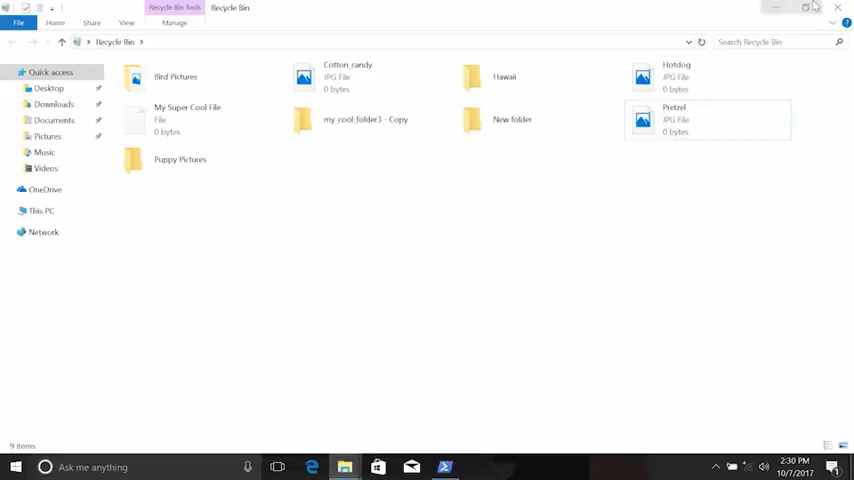 Recycle Bin Tools
Recycle Bin
File
Home
Share
View
Manage
Recycle Bin
Search Recycle Bin
Quick access
Desktop
Downloads
Documents
Pictures
Music
Videos
OneDrive
This PC
Network
Bird Pictures
Cotton_candy
JPG File
0 bytes
Hawaii
Hotdog
JPG File
0 bytes
My Super Cool File
File
0 bytes
my_cool_folder3 - Copy
New folder
Pretzel
JPG File
0 bytes
Puppy Pictures
9 items
Ask me anything
2:30 PM
10/7/2017
1